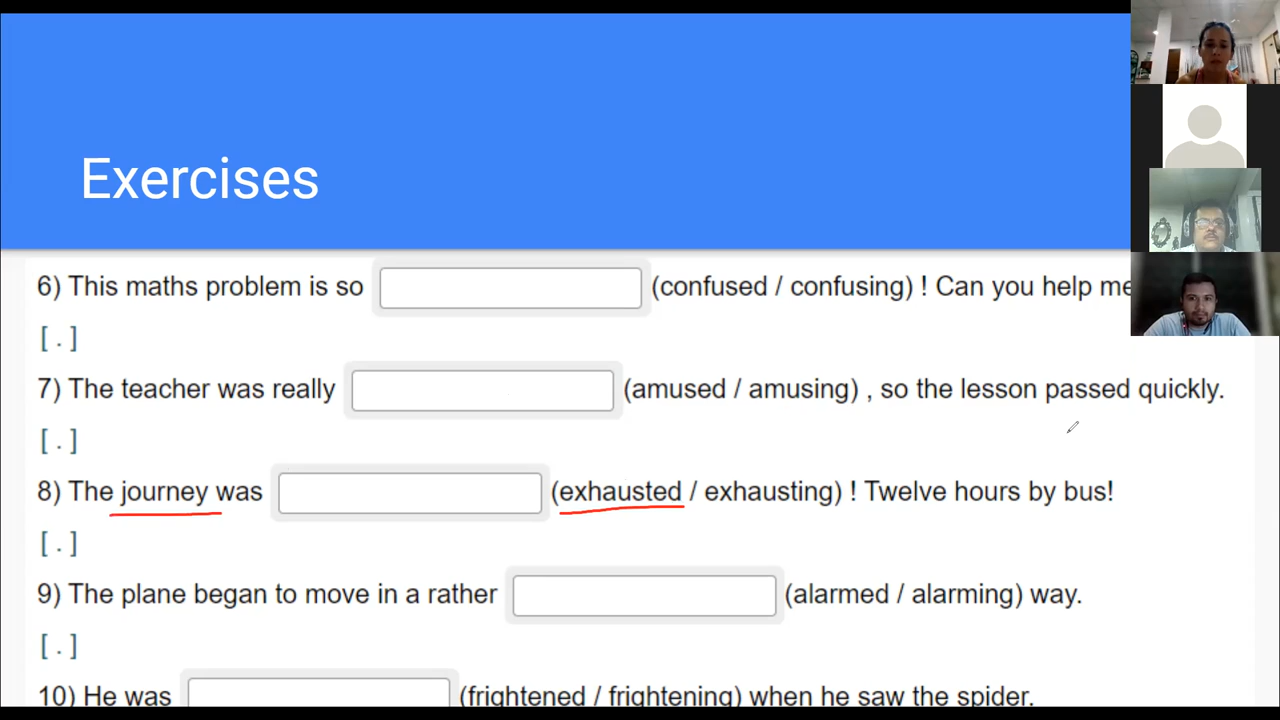 Exercises
6) This maths problem is so (confused / confusing) ! Can you help me
[ . ]
7) The teacher was really (amused / amusing) , so the lesson passed quickly.
[ . ]
8) The journey was (exhausted / exhausting) ! Twelve hours by bus!
[ . ]
9) The plane began to move in a rather (alarmed / alarming) way.
[ . ]
10) He was (frightened / frightening) when he saw the spider.